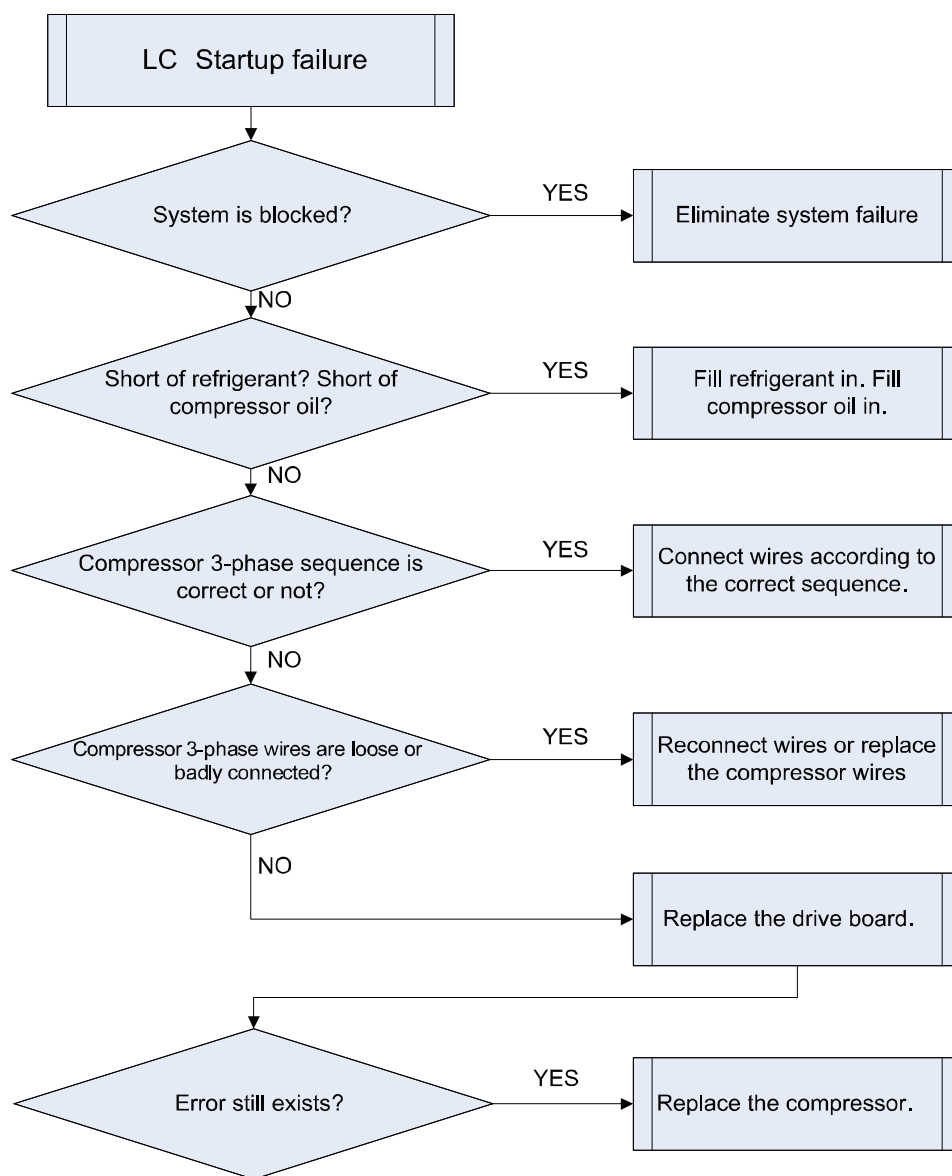 LC Startup failure
System is blocked?
YES
Eliminate system failure
NO
Short of refrigerant? Short of
compressor oil?
YES
Fill refrigerant in. Fill
compressor oil in.
NO
Compressor 3-phase sequence is
correct or not?
YES
Connect wires according to
the correct sequence.
NO
Compressor 3-phase wires are loose or
badly connected?
YES
Reconnect wires or replace
the compressor wires
NO
Replace the drive board.
Error still exists?
YES
Replace the compressor.